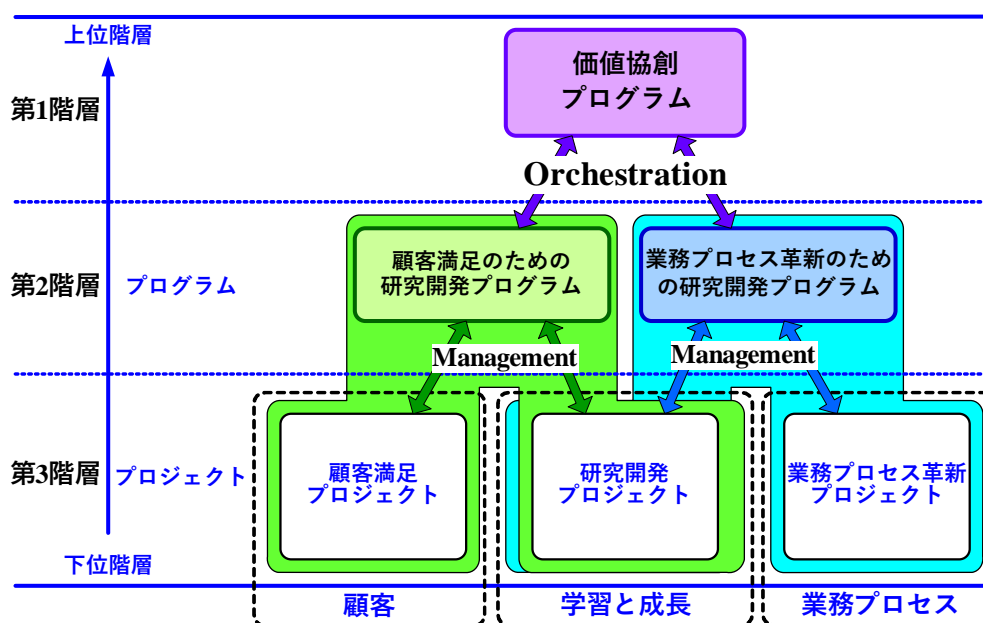 上位階層
第1階層
価値協創
プログラム
Orchestration
第2階層
プログラム
顧客満足のための
研究開発プログラム
業務プロセス革新のため
の研究開発プログラム
Management
Management
第3階層
プロジェクト
顧客満足
プロジェクト
研究開発
プロジェクト
業務プロセス革新
プロジェクト
下位階層
顧客
学習と成長
業務プロセス